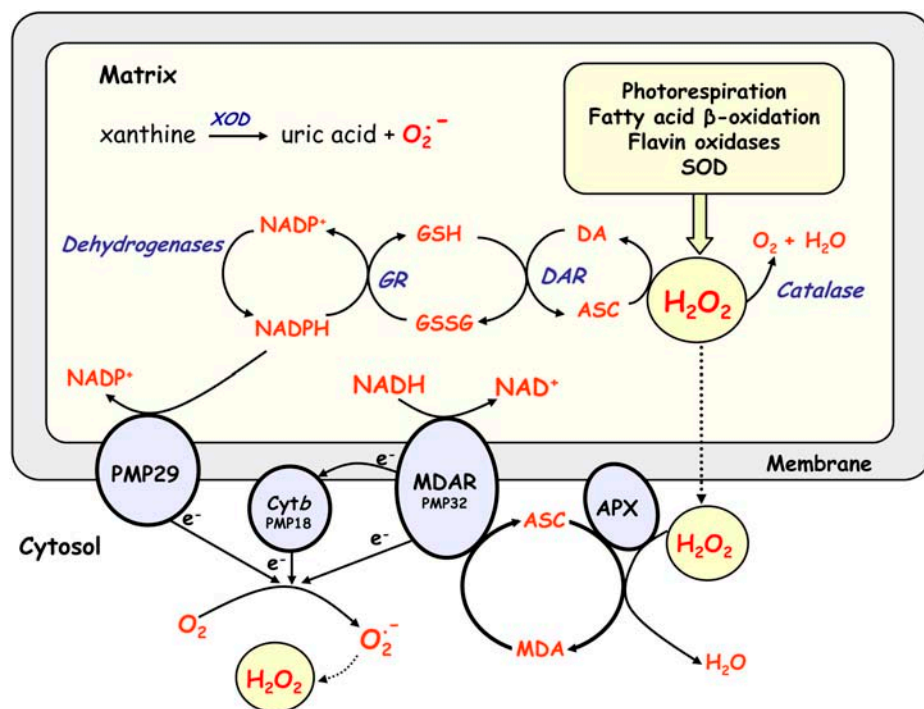 Matrix
xanthine XOD uric acid + O₂·⁻
Photorespiration
Fatty acid β-oxidation
Flavin oxidases
SOD
Dehydrogenases
NADP⁺
GSH
DA
O₂ + H₂O
GR
DAR
H₂O₂
Catalase
NADPH
GSSG
ASC
NADP⁺
NADH
NAD⁺
Membrane
PMP29
e⁻
Cytb
PMP18
MDAR
PMP32
APX
Cytosol
e⁻
e⁻
e⁻
ASC
H₂O₂
O₂
O₂·⁻
MDA
H₂O
H₂O₂